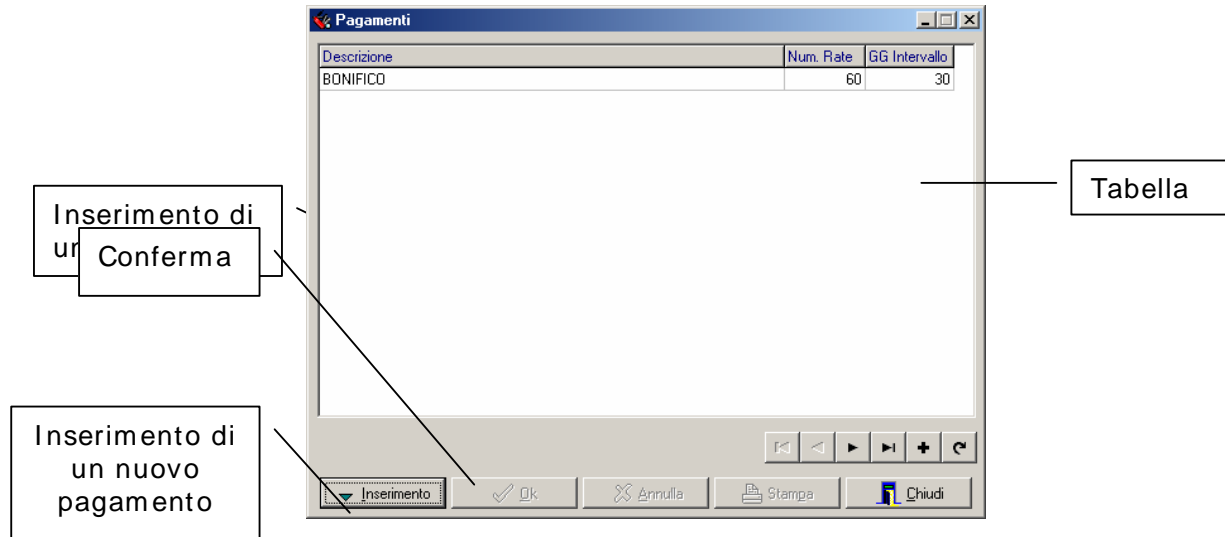 Pagamenti
Descrizione Num. Rate GG Intervallo
BONIFICO 60 30
Tabella
Inserimento di
Conferma
Inserimento di
un nuovo
pagamento
Inserimento Ok Annulla Stampa Chiudi